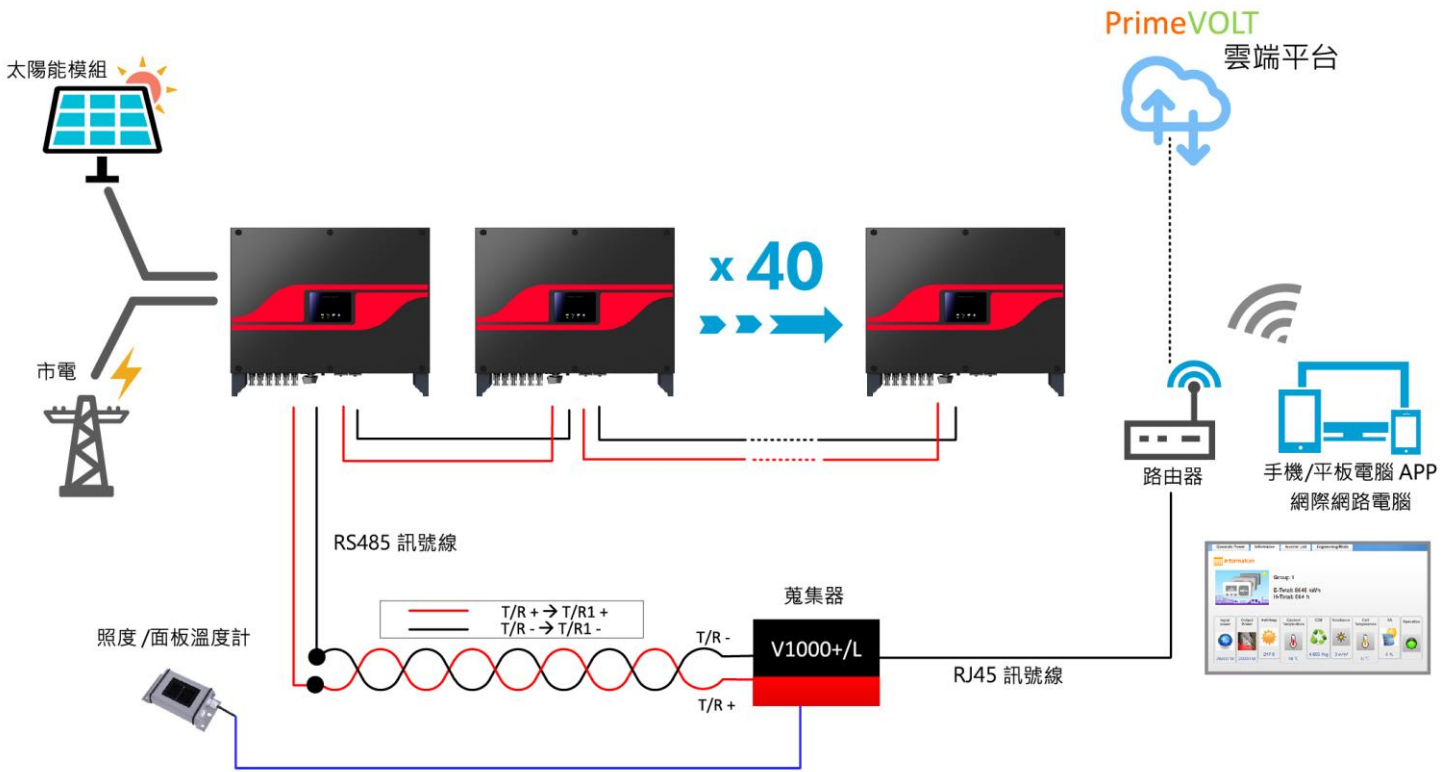 PrimeVOLT
雲端平台
太陽能模組
x 40
市電
路由器
手機/平板電腦 APP
網際網路電腦
RS485 訊號線
T/R + → T/R1 +
T/R - → T/R1 -
蒐集器
照度 /面板溫度計
T/R -
V1000+/L
T/R +
RJ45 訊號線
Information
Group: 1